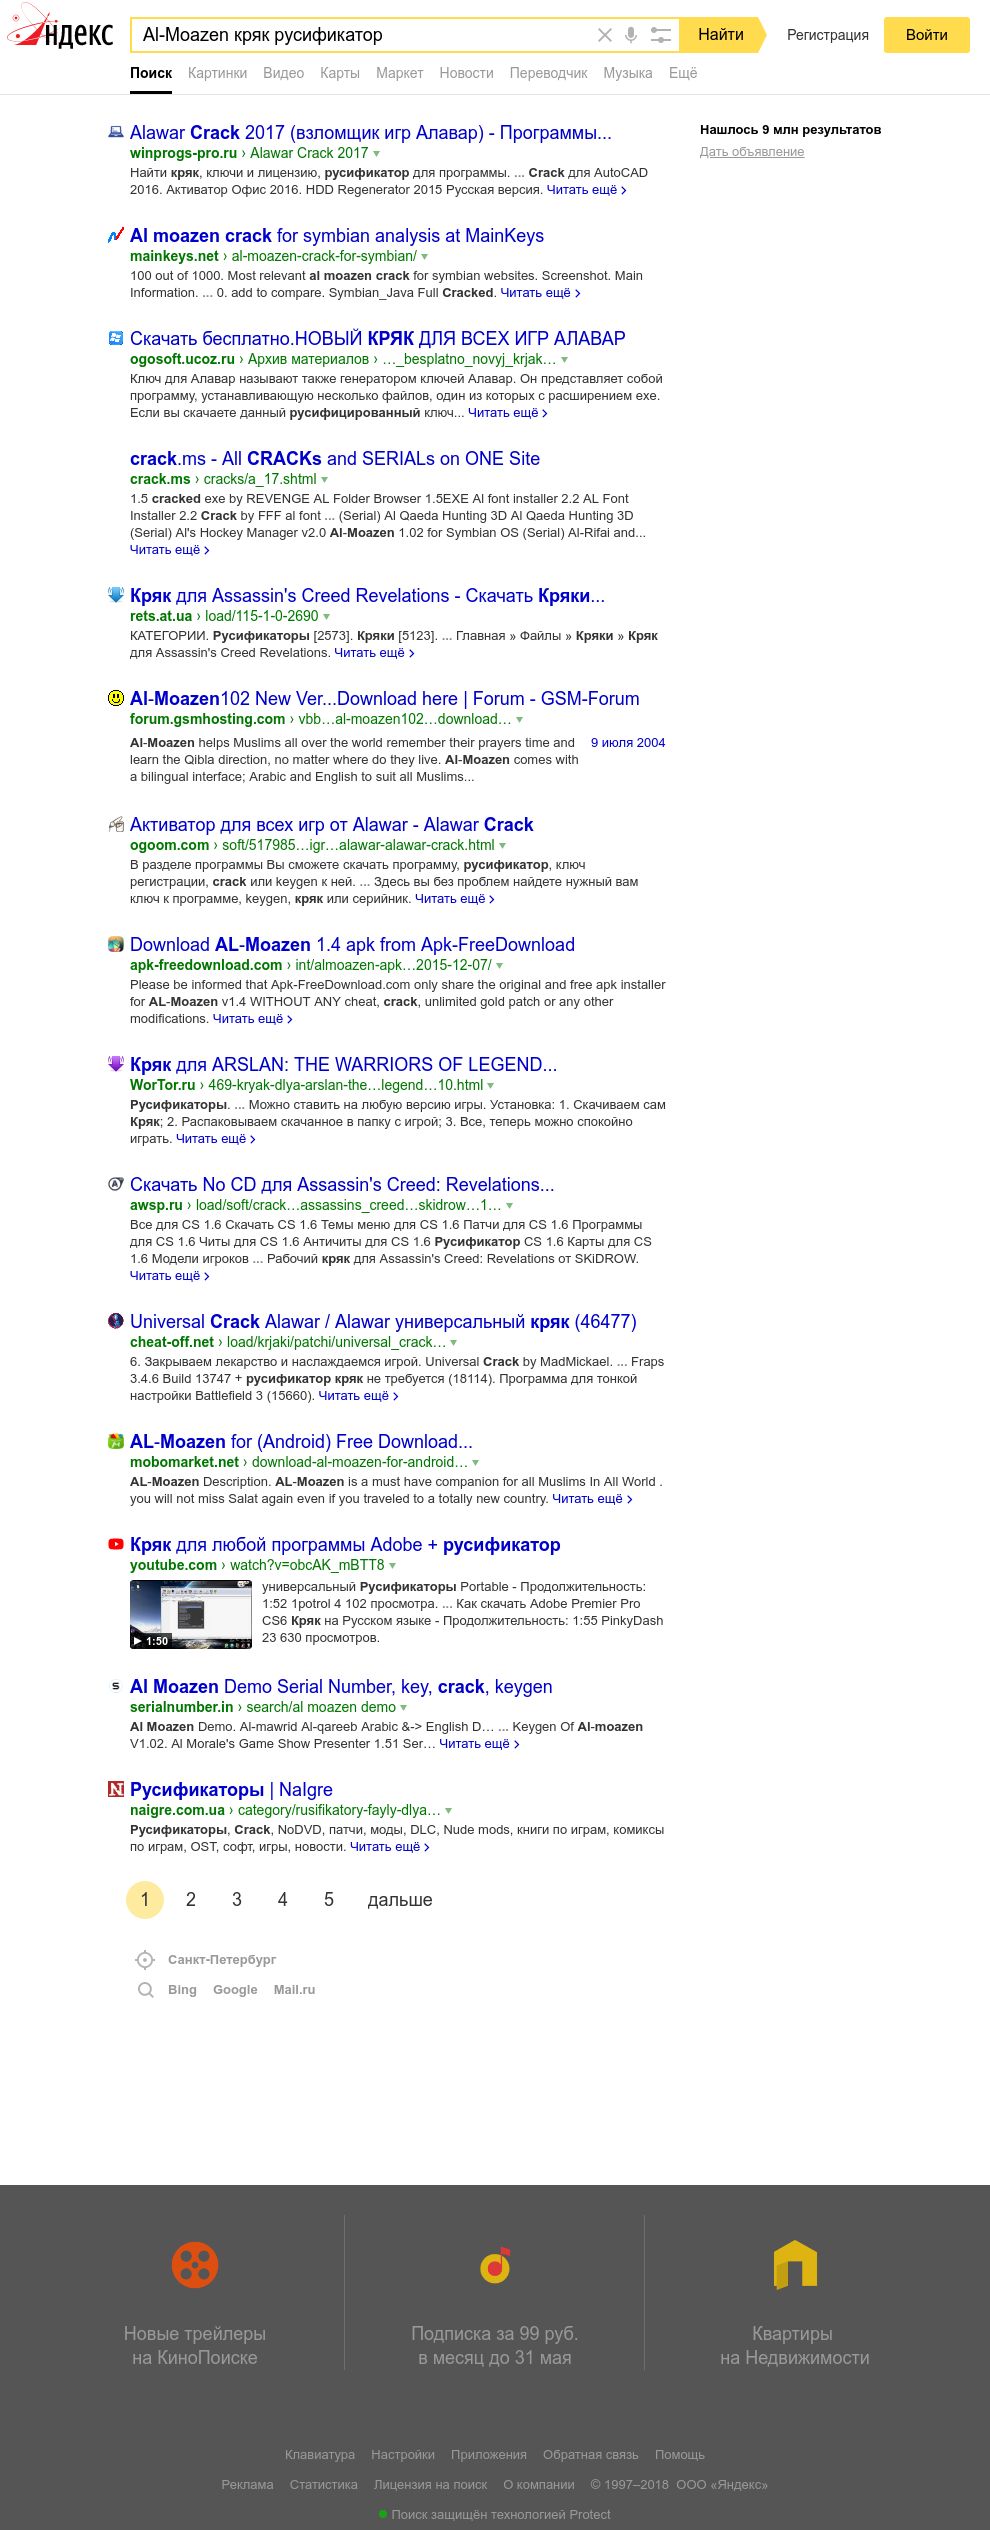 Яндекс
Al-Moazen кряк русификатор
Найти
Регистрация
Войти
Поиск Картинки Видео Карты Маркет Новости Переводчик Музыка Ещё
Нашлось 9 млн результатов
Дать объявление
Alawar Crack 2017 (взломщик игр Алавар) - Программы...
winprogs-pro.ru › Alawar Crack 2017
Найти кряк, ключи и лицензию, русификатор для программы. ... Crack для AutoCAD
2016. Активатор Офис 2016. HDD Regenerator 2015 Русская версия. Читать ещё ›
Al moazen crack for symbian analysis at MainKeys
mainkeys.net › al-moazen-crack-for-symbian/
100 out of 1000. Most relevant al moazen crack for symbian websites. Screenshot. Main
Information. ... 0. add to compare. Symbian_Java Full Cracked. Читать ещё ›
Скачать бесплатно.НОВЫЙ КРЯК ДЛЯ ВСЕХ ИГР АЛАВАР
ogosoft.ucoz.ru › Архив материалов › …_besplatno_novyj_krjak…
Ключ для Алавар называют также генератором ключей Алавар. Он представляет собой
программу, устанавливающую несколько файлов, один из которых с расширением exe.
Если вы скачаете данный русифицированный ключ... Читать ещё ›
crack.ms - All CRACKs and SERIALs on ONE Site
crack.ms › cracks/a_17.shtml
1.5 cracked exe by REVENGE AL Folder Browser 1.5EXE Al font installer 2.2 AL Font
Installer 2.2 Crack by FFF al font ... (Serial) Al Qaeda Hunting 3D Al Qaeda Hunting 3D
(Serial) Al's Hockey Manager v2.0 Al-Moazen 1.02 for Symbian OS (Serial) Al-Rifai and...
Читать ещё ›
Кряк для Assassin's Creed Revelations - Скачать Кряки...
rets.at.ua › load/115-1-0-2690
КАТЕГОРИИ. Русификаторы [2573]. Кряки [5123]. ... Главная » Файлы » Кряки » Кряк
для Assassin's Creed Revelations. Читать ещё ›
Al-Moazen102 New Ver...Download here | Forum - GSM-Forum
forum.gsmhosting.com › vbb…al-moazen102…download…
Al-Moazen helps Muslims all over the world remember their prayers time and
9 июля 2004
learn the Qibla direction, no matter where do they live. Al-Moazen comes with
a bilingual interface; Arabic and English to suit all Muslims...
Активатор для всех игр от Alawar - Alawar Crack
ogoom.com › soft/517985…igr…alawar-alawar-crack.html
В разделе программы Вы сможете скачать программу, русификатор, ключ
регистрации, crack или keygen к ней. ... Здесь вы без проблем найдете нужный вам
ключ к программе, keygen, кряк или серийник. Читать ещё ›
Download AL-Moazen 1.4 apk from Apk-FreeDownload
apk-freedownload.com › int/almoazen-apk…2015-12-07/
Please be informed that Apk-FreeDownload.com only share the original and free apk installer
for AL-Moazen v1.4 WITHOUT ANY cheat, crack, unlimited gold patch or any other
modifications. Читать ещё ›
Кряк для ARSLAN: THE WARRIORS OF LEGEND...
WorTor.ru › 469-kryak-dlya-arslan-the…legend…10.html
Русификаторы. ... Можно ставить на любую версию игры. Установка: 1. Скачиваем сам
Кряк; 2. Распаковываем скачанное в папку с игрой; 3. Все, теперь можно спокойно
играть. Читать ещё ›
Скачать No CD для Assassin's Creed: Revelations...
awsp.ru › load/soft/crack…assassins_creed…skidrow…1…
Все для CS 1.6 Скачать CS 1.6 Темы меню для CS 1.6 Патчи для CS 1.6 Программы
для CS 1.6 Читы для CS 1.6 Античиты для CS 1.6 Русификатор CS 1.6 Карты для CS
1.6 Модели игроков ... Рабочий кряк для Assassin's Creed: Revelations от SKiDROW.
Читать ещё ›
Universal Crack Alawar / Alawar универсальный кряк (46477)
cheat-off.net › load/krjaki/patchi/universal_crack…
6. Закрываем лекарство и наслаждаемся игрой. Universal Crack by MadMickael. ... Fraps
3.4.6 Build 13747 + русификатор кряк не требуется (18114). Программа для тонкой
настройки Battlefield 3 (15660). Читать ещё ›
AL-Moazen for (Android) Free Download...
mobomarket.net › download-al-moazen-for-android…
AL-Moazen Description. AL-Moazen is a must have companion for all Muslims In All World .
you will not miss Salat again even if you traveled to a totally new country. Читать ещё ›
Кряк для любой программы Adobe + русификатор
youtube.com › watch?v=obcAK_mBTT8
универсальный Русификаторы Portable - Продолжительность:
1:52 1potrol 4 102 просмотра. ... Как скачать Adobe Premier Pro
CS6 Кряк на Русском языке - Продолжительность: 1:55 PinkyDash
23 630 просмотров.
1:50
Al Moazen Demo Serial Number, key, crack, keygen
serialnumber.in › search/al moazen demo
Al Moazen Demo. Al-mawrid Al-qareeb Arabic &-> English D… ... Keygen Of Al-moazen
V1.02. Al Morale's Game Show Presenter 1.51 Ser… Читать ещё ›
Русификаторы | NaIgre
naigre.com.ua › category/rusifikatory-fayly-dlya…
Русификаторы, Crack, NoDVD, патчи, моды, DLC, Nude mods, книги по играм, комиксы
по играм, OST, софт, игры, новости. Читать ещё ›
1 2 3 4 5 дальше
Санкт-Петербург
Bing Google Mail.ru
Новые трейлеры
на КиноПоиске
Подписка за 99 руб.
в месяц до 31 мая
Квартиры
на Недвижимости
Клавиатура Настройки Приложения Обратная связь Помощь
Реклама Статистика Лицензия на поиск О компании © 1997–2018 ООО «Яндекс»
Поиск защищён технологией Protect